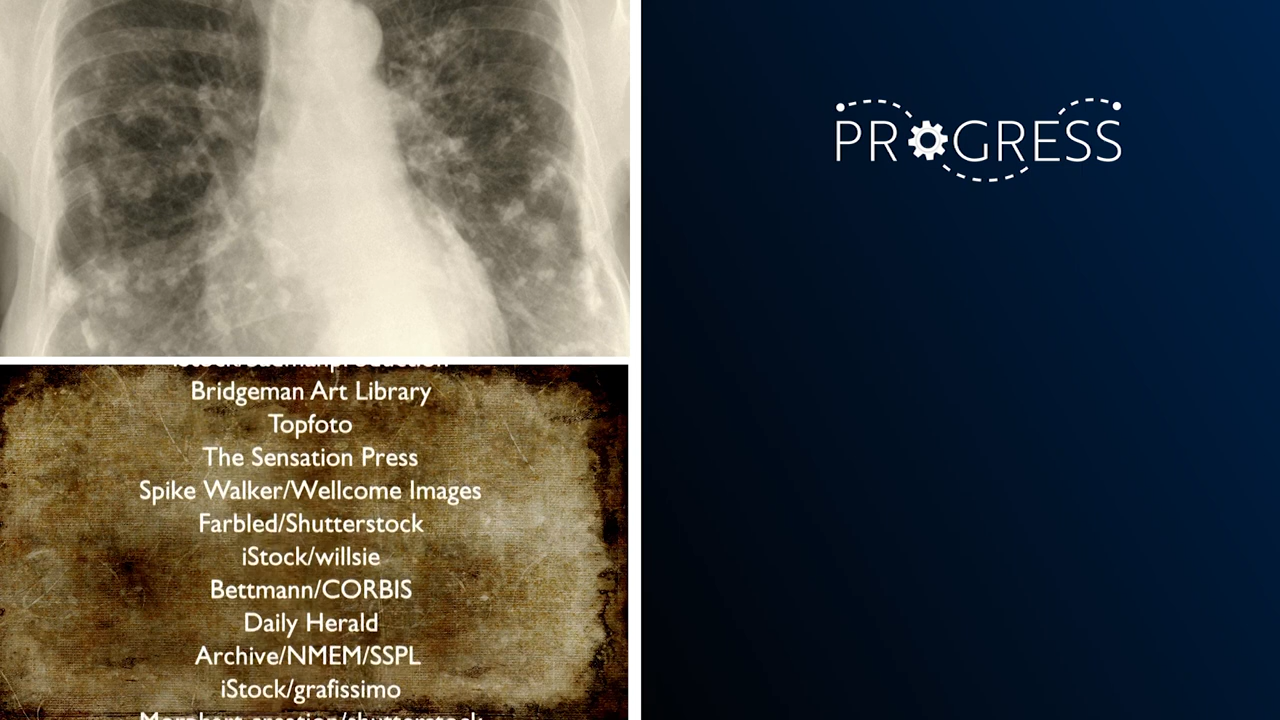 Bridgeman Art Library
Topfoto
The Sensation Press
Spike Walker/Wellcome Images
Farbled/Shutterstock
iStock/willsie
Bettmann/CORBIS
Daily Herald
Archive/NMEM/SSPL
iStock/grafissimo
PROGRESS